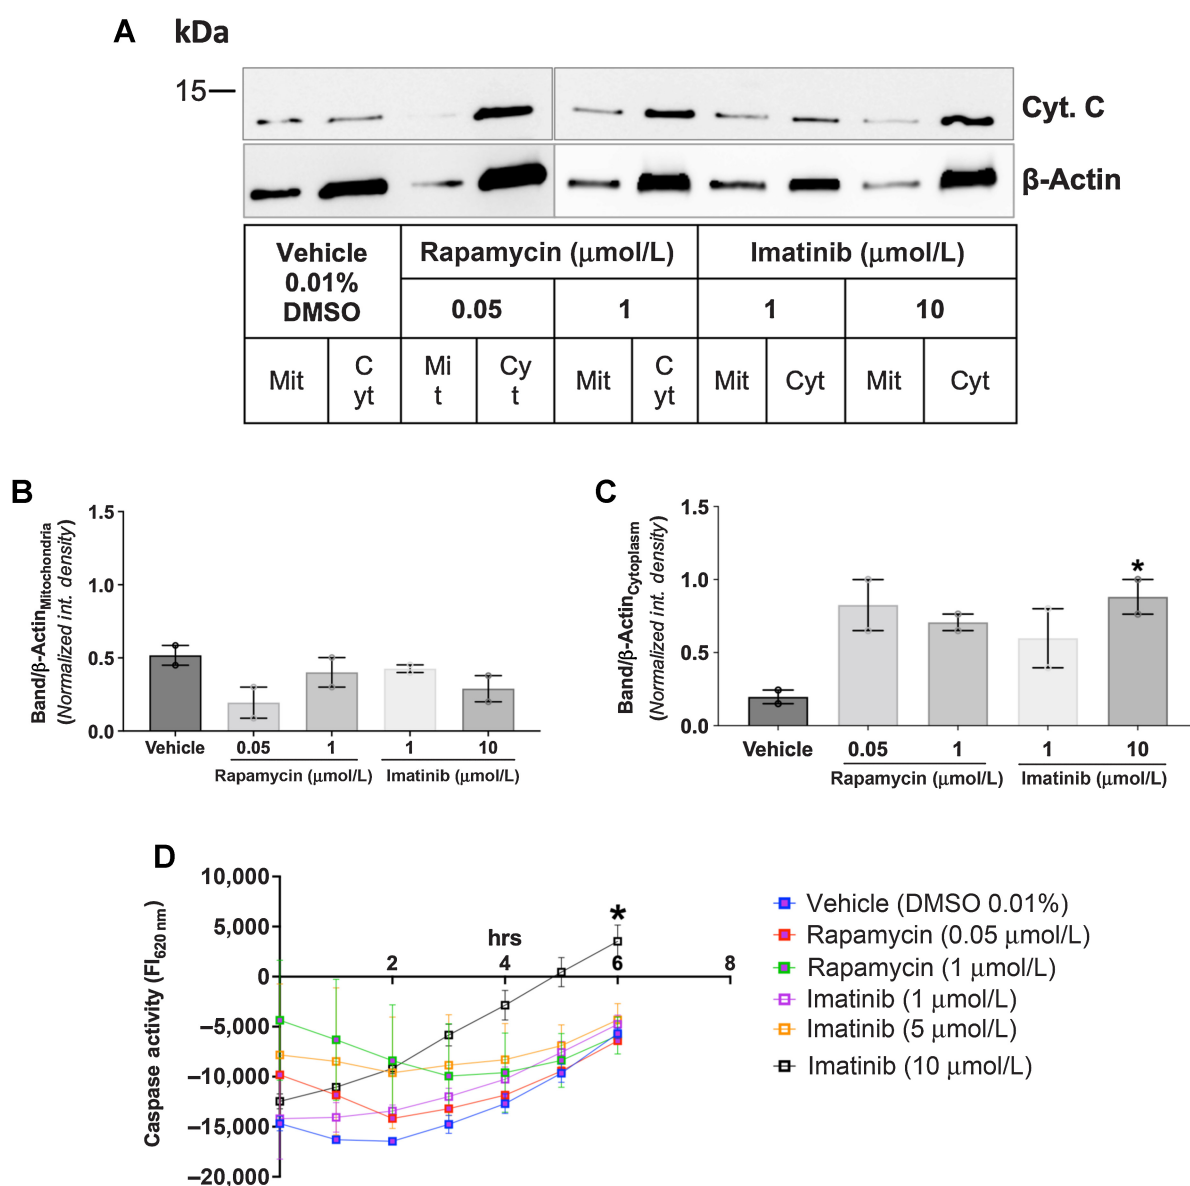 A kDa
15
Cyt. C
β-Actin
Vehicle
0.01%
DMSO
Rapamycin (μmol/L)
Imatinib (μmol/L)
0.05
1
1
10
Mit
C
yt
Mi
t
Cy
t
Mit
C
yt
Mit
Cyt
Mit
Cyt
B
Band/β-Actin Mitochondria
(Normalized int. density)
1.5
1.0
0.5
0.0
Vehicle 0.05 1 1 10
Rapamycin (μmol/L) Imatinib (μmol/L)
C
Band/β-Actin Cytoplasm
(Normalized int. density)
1.5
1.0
0.5
0.0
*
Vehicle 0.05 1 1 10
Rapamycin (μmol/L) Imatinib (μmol/L)
D
Caspase activity (FI620 nm)
10,000
5,000
0
–5,000
–10,000
–15,000
–20,000
hrs
2 4 6 8
*
Vehicle (DMSO 0.01%)
Rapamycin (0.05 μmol/L)
Rapamycin (1 μmol/L)
Imatinib (1 μmol/L)
Imatinib (5 μmol/L)
Imatinib (10 μmol/L)